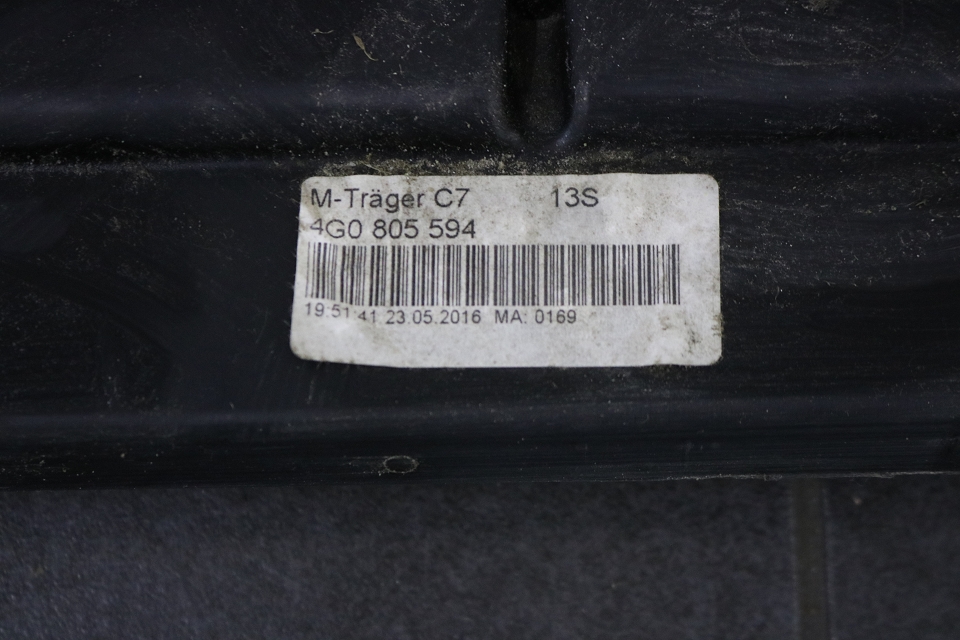 M-Träger C7 13S
4G0 805 594
19:51:41 23.05.2016 MA: 0169